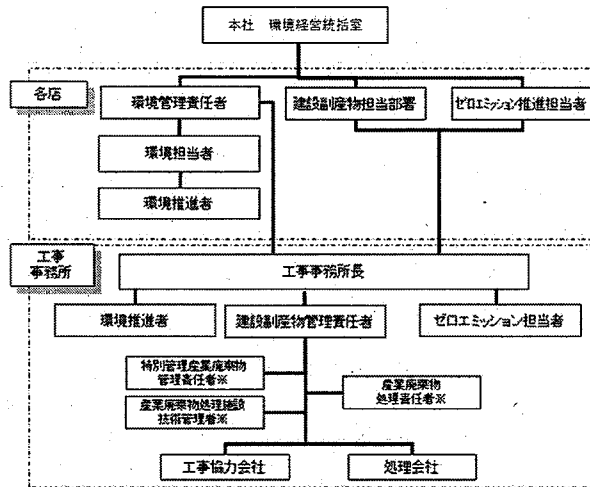 本社 環境経営統括室
各店
環境管理責任者
建設副産物担当部署
ゼロエミッション推進担当者
環境担当者
環境推進者
工事
事務所
工事事務所長
環境推進者
建設副産物管理責任者
ゼロエミッション担当者
特別管理産業廃棄物
管理責任者※
産業廃棄物
処理責任者※
産業廃棄物処理施設
技術管理者※
工事協力会社
処理会社